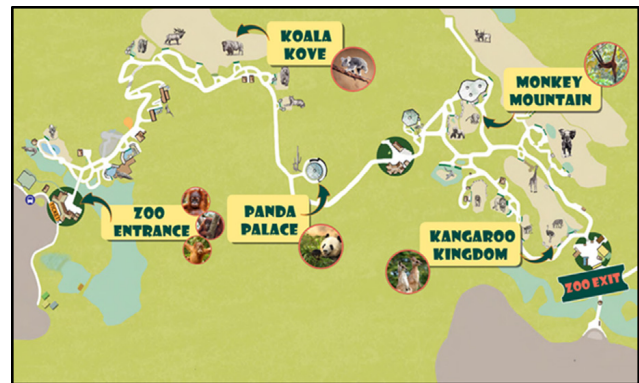 KOALA
KOVE
MONKEY
MOUNTAIN
ZOO
ENTRANCE
PANDA
PALACE
KANGAROO
KINGDOM
ZOO EXIT